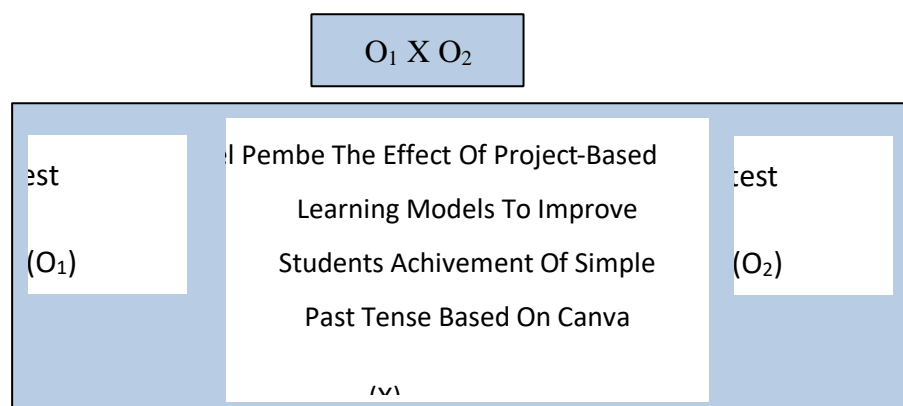 O₁ X O₂
est
(O₁)
el Pembe The Effect Of Project-Based
Learning Models To Improve
Students Achivement Of Simple
Past Tense Based On Canva
(X)
test
(O₂)